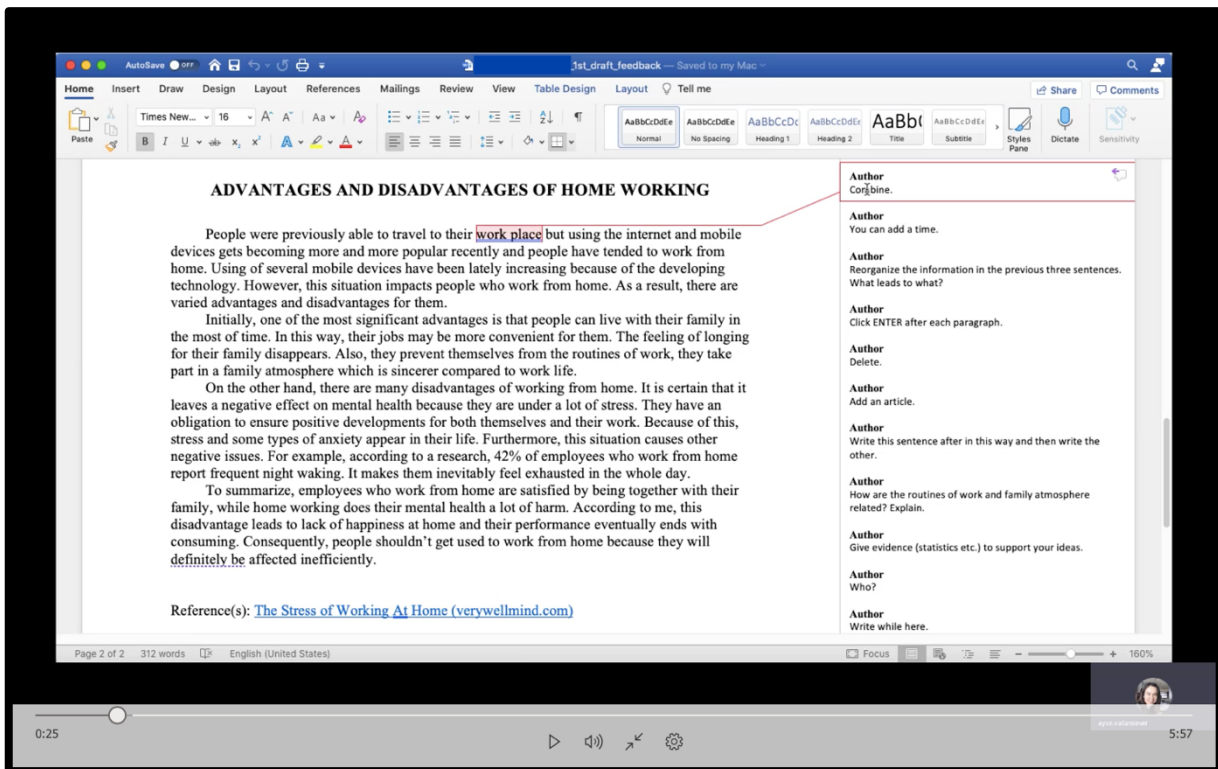 AutoSave OFF
_1st_draft_feedback — Saved to my Mac
Home Insert Draw Design Layout References Mailings Review View Table Design Layout Tell me Share Comments
Paste
Times New... 16
AaBbCcDdEe Normal
AaBbCcDdEe No Spacing
AaBbCcDc Heading 1
AaBbCcDdEe Heading 2
AaBb( Title
AaBbCcDdEe Subtitle
Styles Pane
Dictate
Sensitivity
ADVANTAGES AND DISADVANTAGES OF HOME WORKING
People were previously able to travel to their work place but using the internet and mobile
devices gets becoming more and more popular recently and people have tended to work from
home. Using of several mobile devices have been lately increasing because of the developing
technology. However, this situation impacts people who work from home. As a result, there are
varied advantages and disadvantages for them.
Initially, one of the most significant advantages is that people can live with their family in
the most of time. In this way, their jobs may be more convenient for them. The feeling of longing
for their family disappears. Also, they prevent themselves from the routines of work, they take
part in a family atmosphere which is sincerer compared to work life.
On the other hand, there are many disadvantages of working from home. It is certain that it
leaves a negative effect on mental health because they are under a lot of stress. They have an
obligation to ensure positive developments for both themselves and their work. Because of this,
stress and some types of anxiety appear in their life. Furthermore, this situation causes other
negative issues. For example, according to a research, 42% of employees who work from home
report frequent night waking. It makes them inevitably feel exhausted in the whole day.
To summarize, employees who work from home are satisfied by being together with their
family, while home working does their mental health a lot of harm. According to me, this
disadvantage leads to lack of happiness at home and their performance eventually ends with
consuming. Consequently, people shouldn't get used to work from home because they will
definitely be affected inefficiently.
Reference(s): The Stress of Working At Home (verywellmind.com)
Author
Combine.
Author
You can add a time.
Author
Reorganize the information in the previous three sentences.
What leads to what?
Author
Click ENTER after each paragraph.
Author
Delete.
Author
Add an article.
Author
Write this sentence after in this way and then write the
other.
Author
How are the routines of work and family atmosphere
related? Explain.
Author
Give evidence (statistics etc.) to support your ideas.
Author
Who?
Author
Write while here.
Page 2 of 2 312 words English (United States) Focus 160%
0:25
5:57